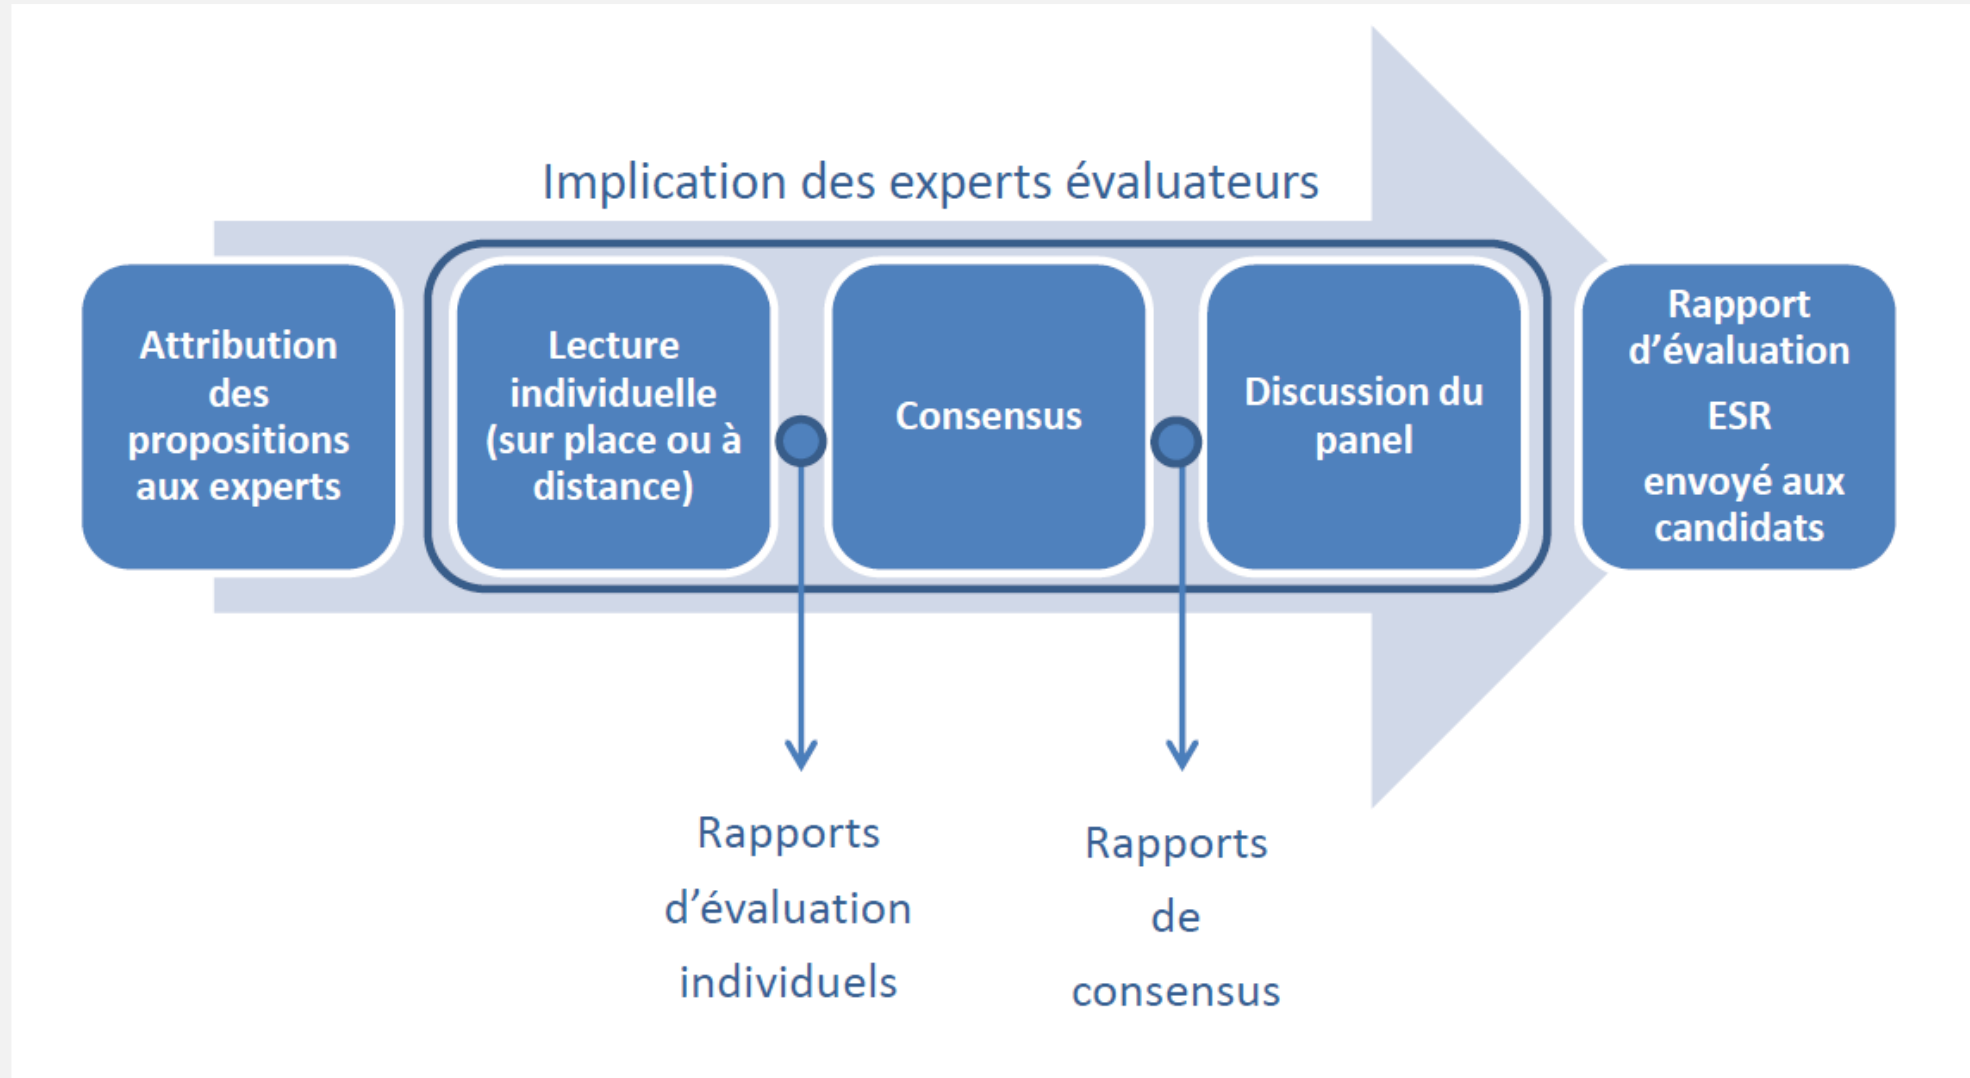 Implication des experts évaluateurs
Attribution
des
propositions
aux experts
Lecture
individuelle
(sur place ou à
distance)
Consensus
Discussion du
panel
Rapport
d’évaluation
ESR
envoyé aux
candidats
Rapports
d’évaluation
individuels
Rapports
de
consensus